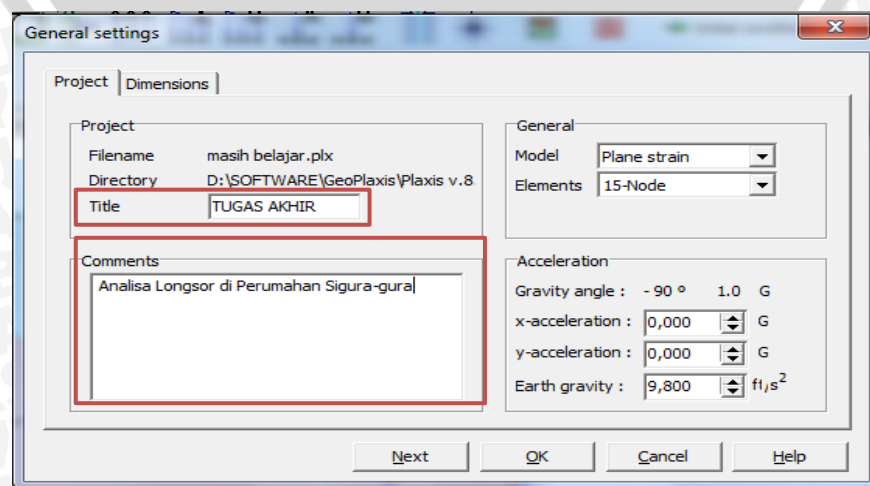 General settings
Project
Dimensions
Project
Filename masih belajar.plx
Directory D:\SOFTWARE\GeoPlaxis\Plaxis v.8
Title TUGAS AKHIR
General
Model Plane strain
Elements 15-Node
Comments
Analisa Longsor di Perumahan Sigura-gura
Acceleration
Gravity angle : - 90 º 1.0 G
x-acceleration : 0,000 G
y-acceleration : 0,000 G
Earth gravity : 9,800 ft/s²
Next
OK
Cancel
Help